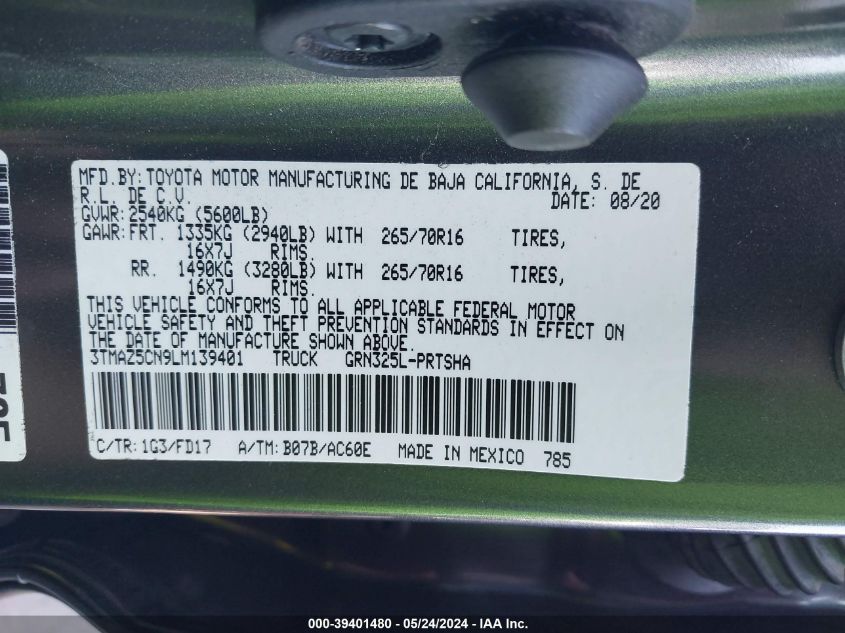 MFD.BY:TOYOTA MOTOR MANUFACTURING DE BAJA CALIFORNIA, S. DE
R.L. DE C.V. DATE: 08/20
GVWR:2540KG (5600LB)
GAWR:FRT. 1335KG (2940LB) WITH 265/70R16 TIRES,
16X7J RIMS.
RR. 1490KG (3280LB) WITH 265/70R16 TIRES,
16X7J RIMS.
THIS VEHICLE CONFORMS TO ALL APPLICABLE FEDERAL MOTOR
VEHICLE SAFETY AND THEFT PREVENTION STANDARDS IN EFFECT ON
THE DATE OF MANUFACTURE SHOWN ABOVE.
3TMAZ5CN9LM139401 TRUCK GRN325L-PRTSHA
C/TR:1G3/FD17 A/TM:B07B/AC60E MADE IN MEXICO 785
000-39401480 - 05/24/2024 - IAA Inc.